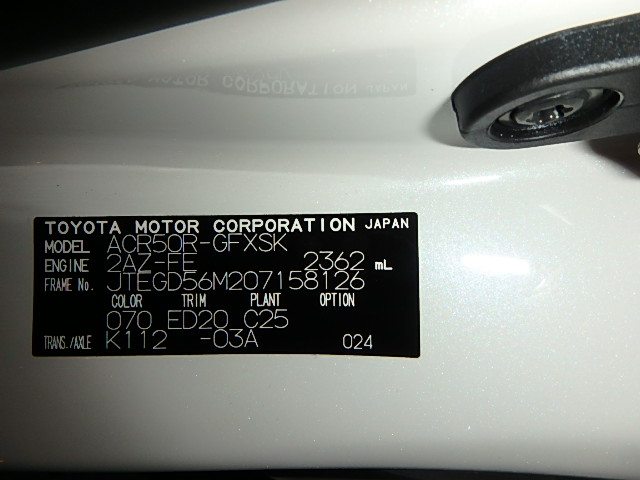 TOYOTA MOTOR CORPORATION JAPAN
MODEL ACR50R-GFXSK
ENGINE 2AZ-FE 2362 mL
FRAME No. JTEGD56M207158126
COLOR TRIM PLANT OPTION
070 ED20 C25
TRANS./AXLE K112 -03A 024